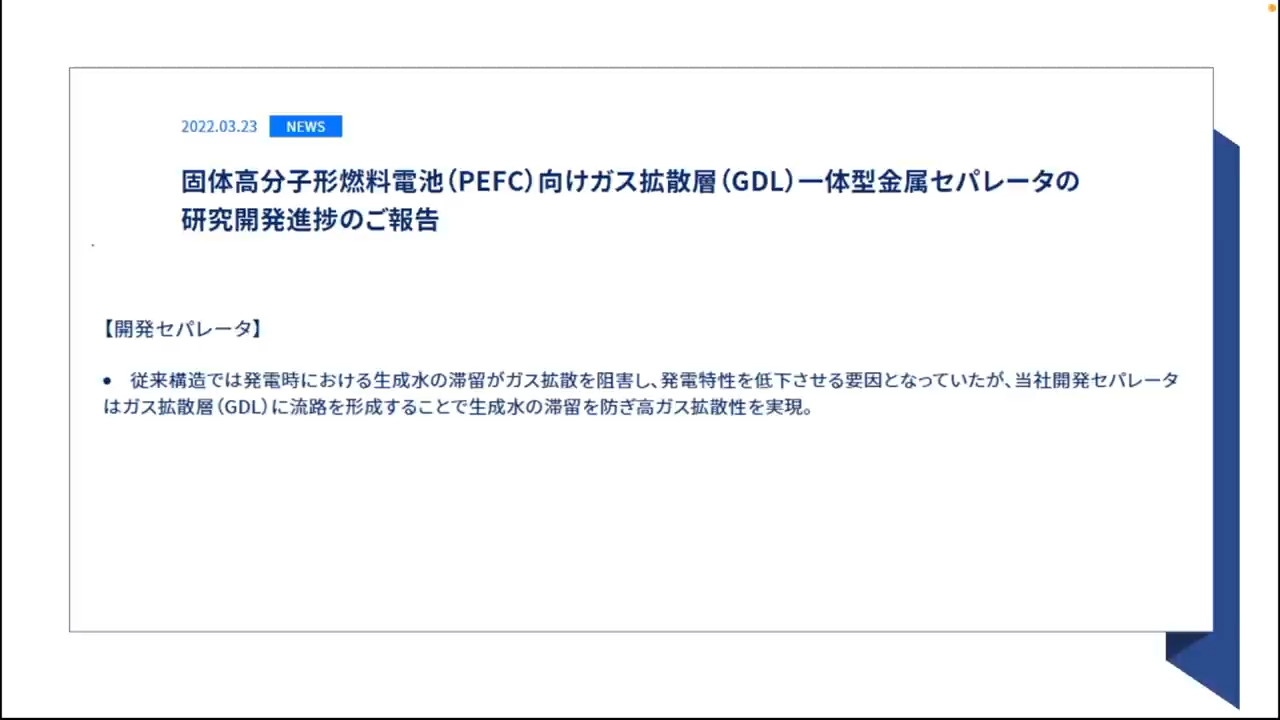 2022.03.23 NEWS
固体高分子形燃料電池（PEFC）向けガス拡散層（GDL）一体型金属セパレータの
研究開発進捗のご報告
【開発セパレータ】
• 従来構造では発電時における生成水の滞留がガス拡散を阻害し、発電特性を低下させる要因となっていたが、当社開発セパレータ
はガス拡散層（GDL）に流路を形成することで生成水の滞留を防ぎ高ガス拡散性を実現。